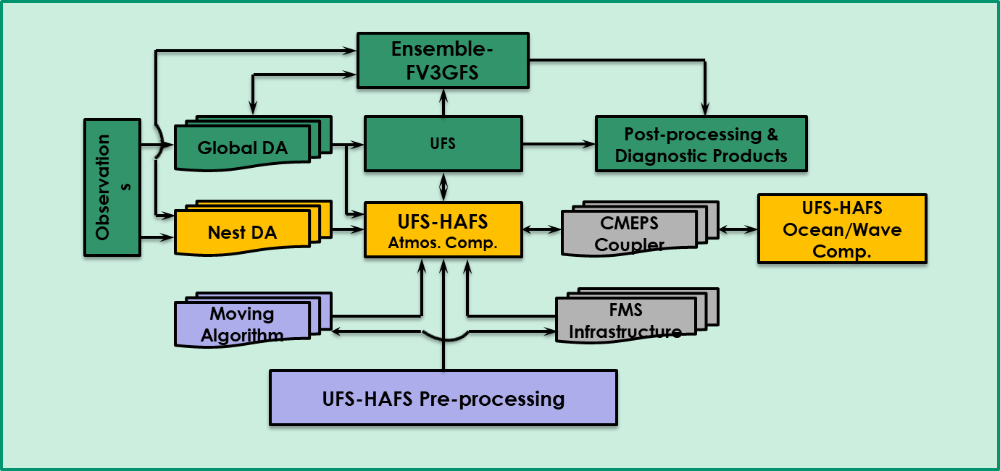 Ensemble-
FV3GFS
Observation
s
Global DA
UFS
Post-processing &
Diagnostic Products
Nest DA
UFS-HAFS
Atmos. Comp.
CMEPS
Coupler
UFS-HAFS
Ocean/Wave
Comp.
Moving
Algorithm
FMS
Infrastructure
UFS-HAFS Pre-processing